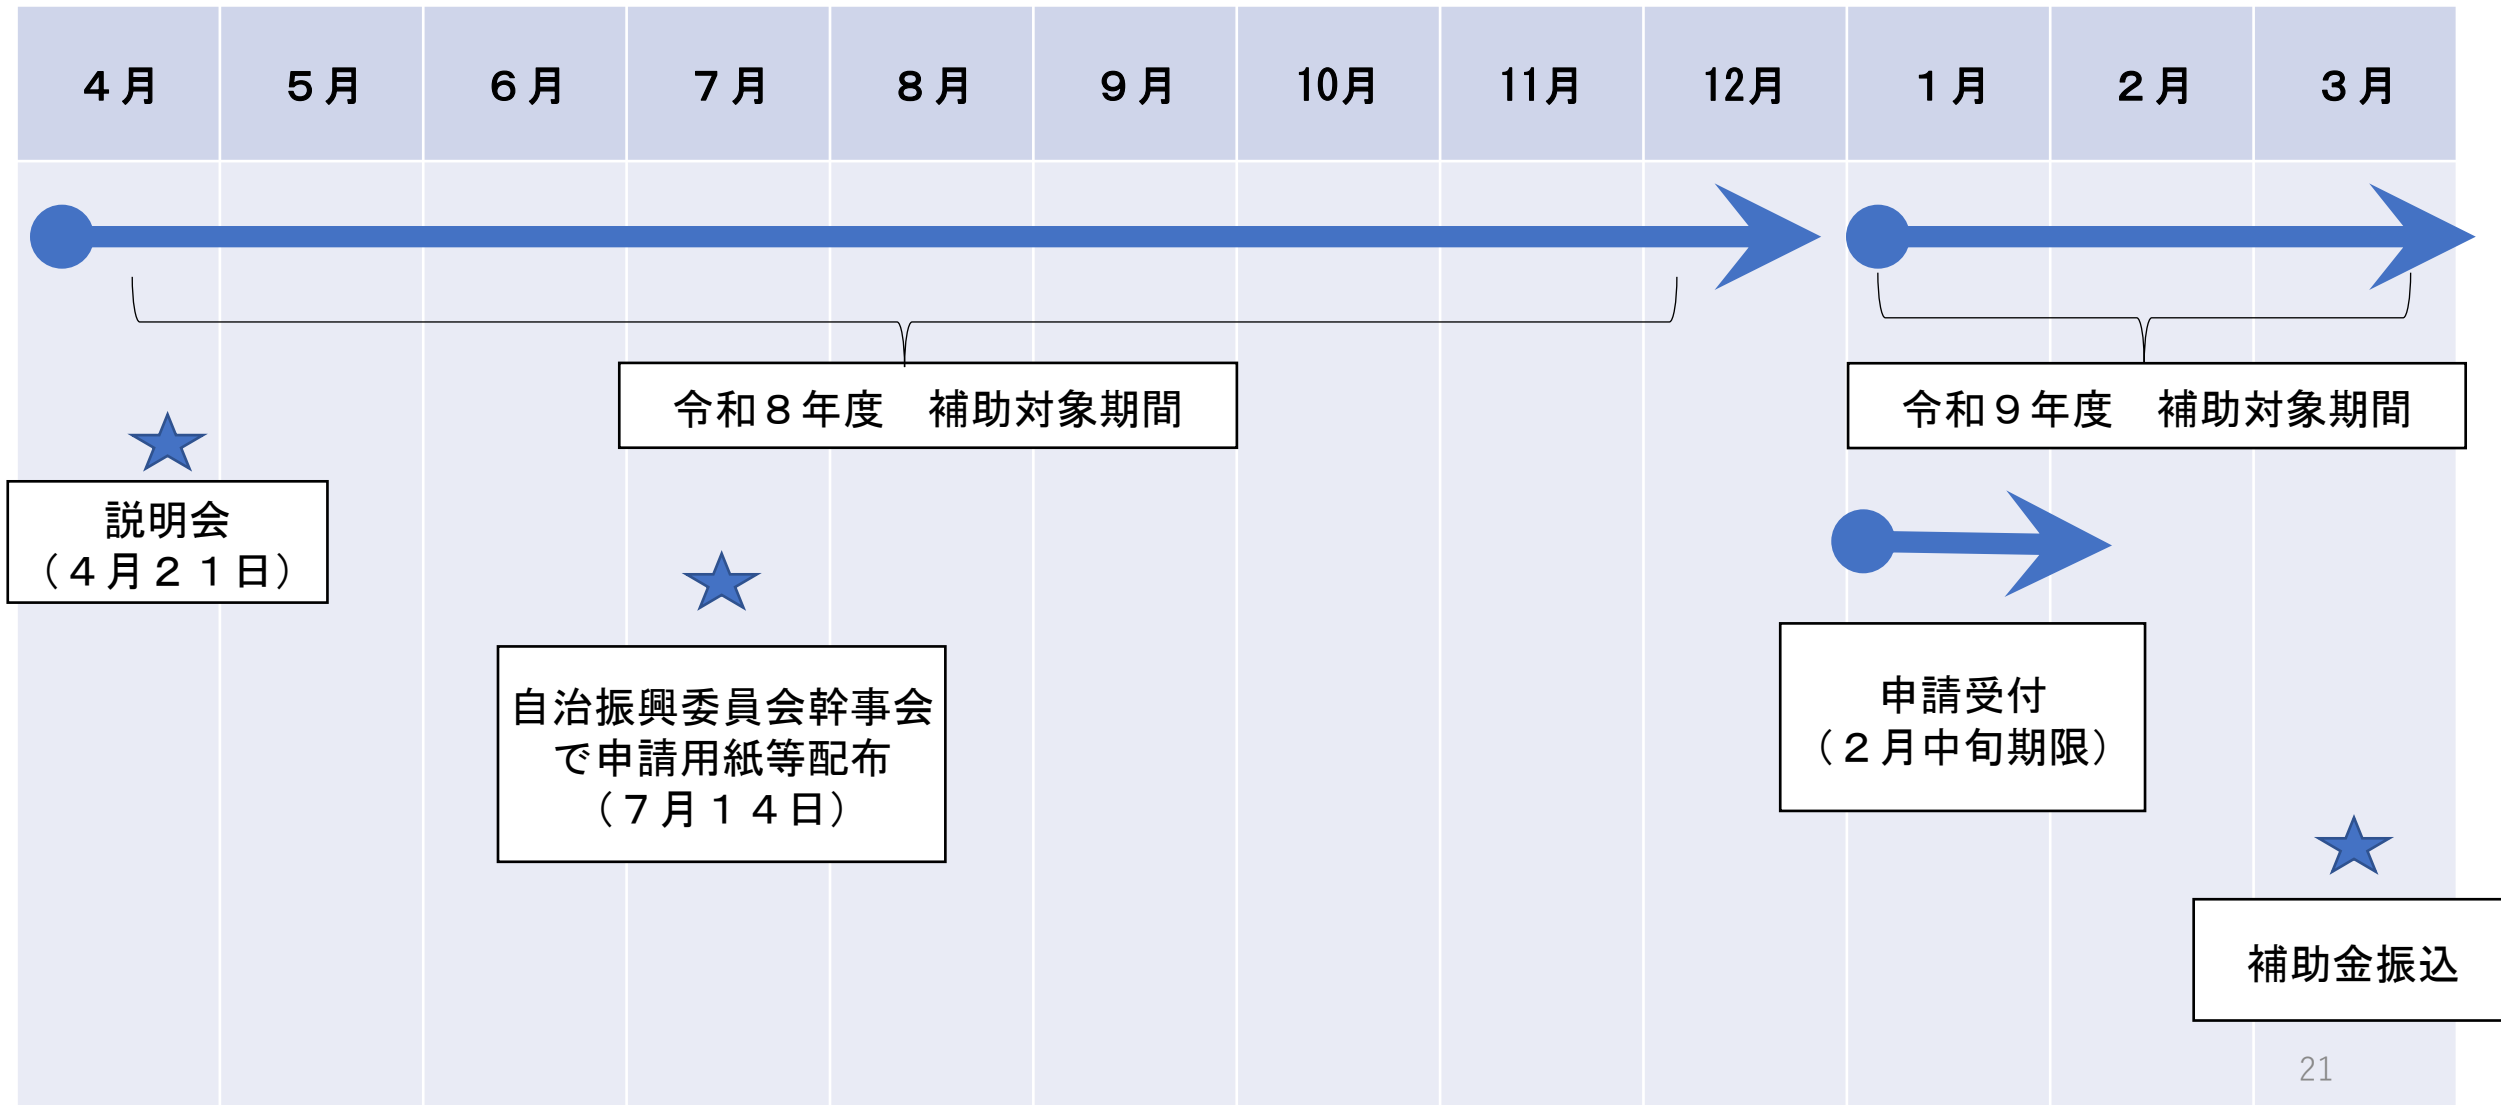 4月 5月 6月 7月 8月 9月 10月 11月 12月 1月 2月 3月
令和8年度　補助対象期間
令和９年度　補助対象期間
説明会
（４月２１日）
自治振興委員会幹事会
で申請用紙等配布
（７月１４日）
申請受付
（２月中旬期限）
補助金振込
21